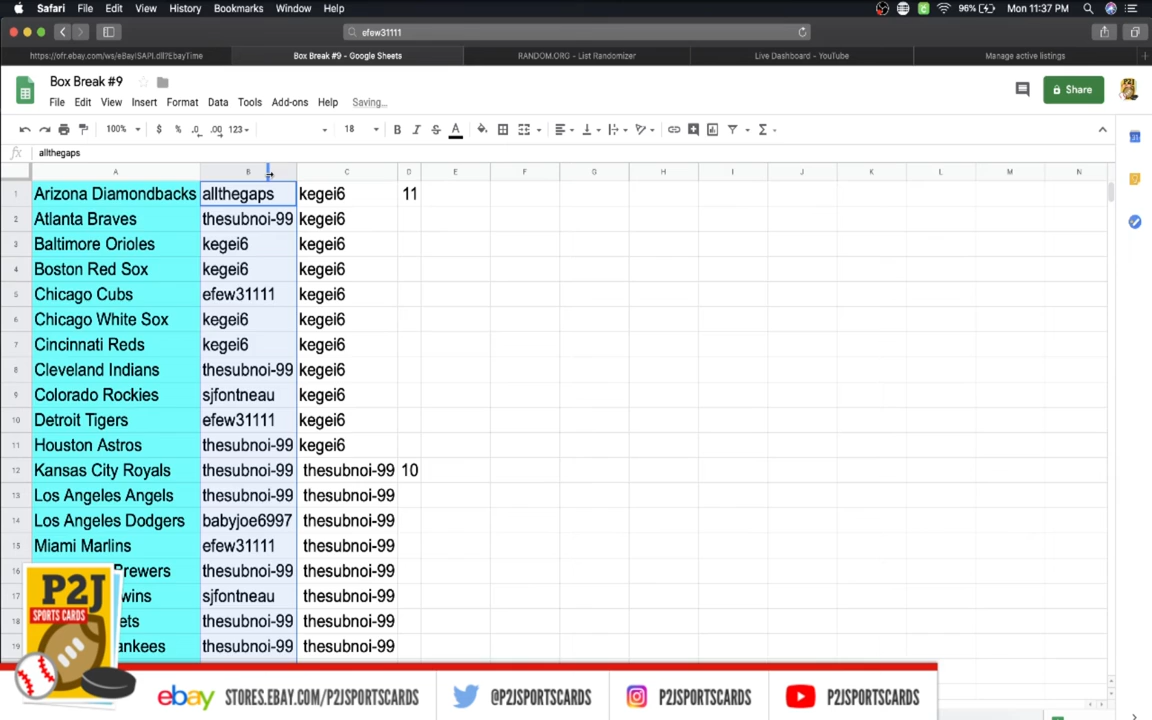 Safari File Edit View History Bookmarks Window Help 96% Mon 11:37 PM
efew31111
https://ofr.ebay.com/ws/eBayISAPI.dll?EbayTime Box Break #9 - Google Sheets RANDOM.ORG - List Randomizer Live Dashboard - YouTube Manage active listings
Box Break #9
File Edit View Insert Format Data Tools Add-ons Help Saving... Share
100% $ % .0 .00 123 18 B I S A
fx allthegaps
A B C D E F G H I J K L M N
1 Arizona Diamondbacks allthegaps kegei6 11
2 Atlanta Braves thesubnoi-99 kegei6
3 Baltimore Orioles kegei6 kegei6
4 Boston Red Sox kegei6 kegei6
5 Chicago Cubs efew31111 kegei6
6 Chicago White Sox kegei6 kegei6
7 Cincinnati Reds kegei6 kegei6
8 Cleveland Indians thesubnoi-99 kegei6
9 Colorado Rockies sjfontneau kegei6
10 Detroit Tigers efew31111 kegei6
11 Houston Astros thesubnoi-99 kegei6
12 Kansas City Royals thesubnoi-99 thesubnoi-99 10
13 Los Angeles Angels thesubnoi-99 thesubnoi-99
14 Los Angeles Dodgers babyjoe6997 thesubnoi-99
15 Miami Marlins efew31111 thesubnoi-99
16 Brewers thesubnoi-99 thesubnoi-99
17 wins sjfontneau thesubnoi-99
18 ets thesubnoi-99 thesubnoi-99
19 ankees thesubnoi-99 thesubnoi-99
P2J
SPORTS CARDS
ebay STORES.EBAY.COM/P2JSPORTSCARDS @P2JSPORTSCARDS P2JSPORTSCARDS P2JSPORTSCARDS